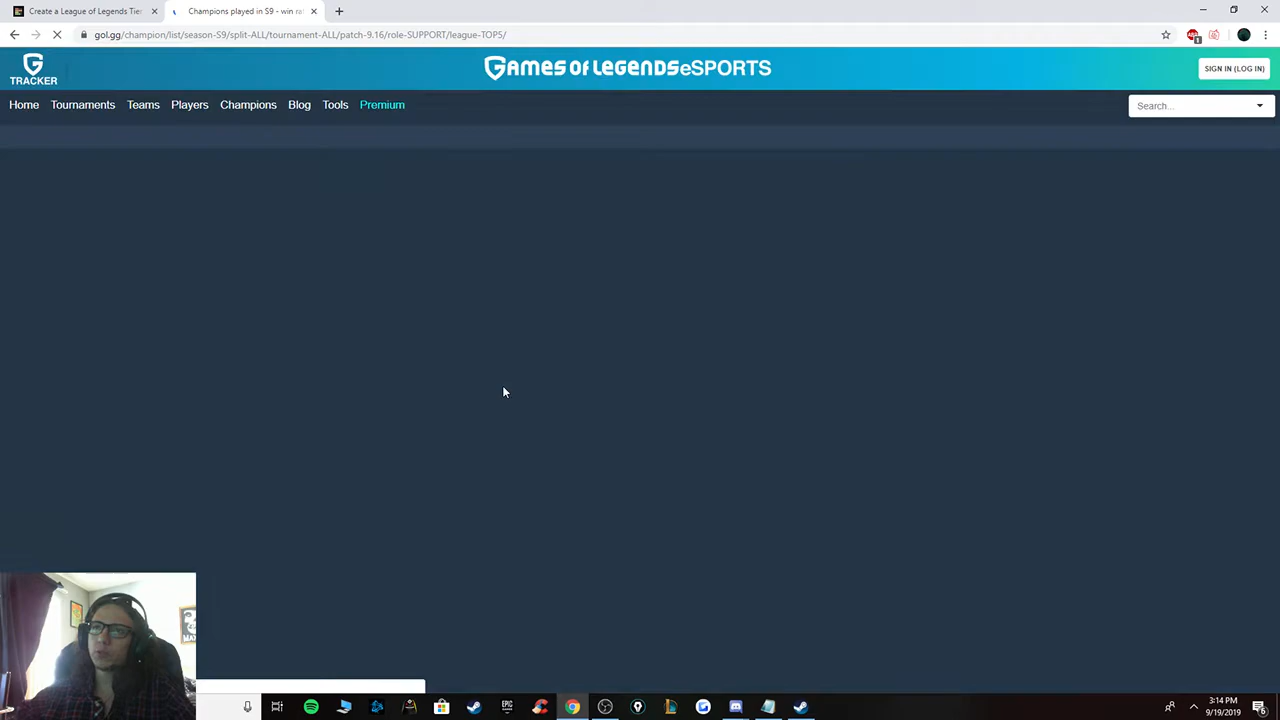 Create a League of Legends Tier
Champions played in S9 - win ra
gol.gg/champion/list/season-S9/split-ALL/tournament-ALL/patch-9.16/role-SUPPORT/league-TOP5/
G
TRACKER
GAMES OF LEGENDS eSPORTS
SIGN IN (LOG IN)
Home Tournaments Teams Players Champions Blog Tools Premium
Search...
EPIC
3:14 PM
9/19/2019